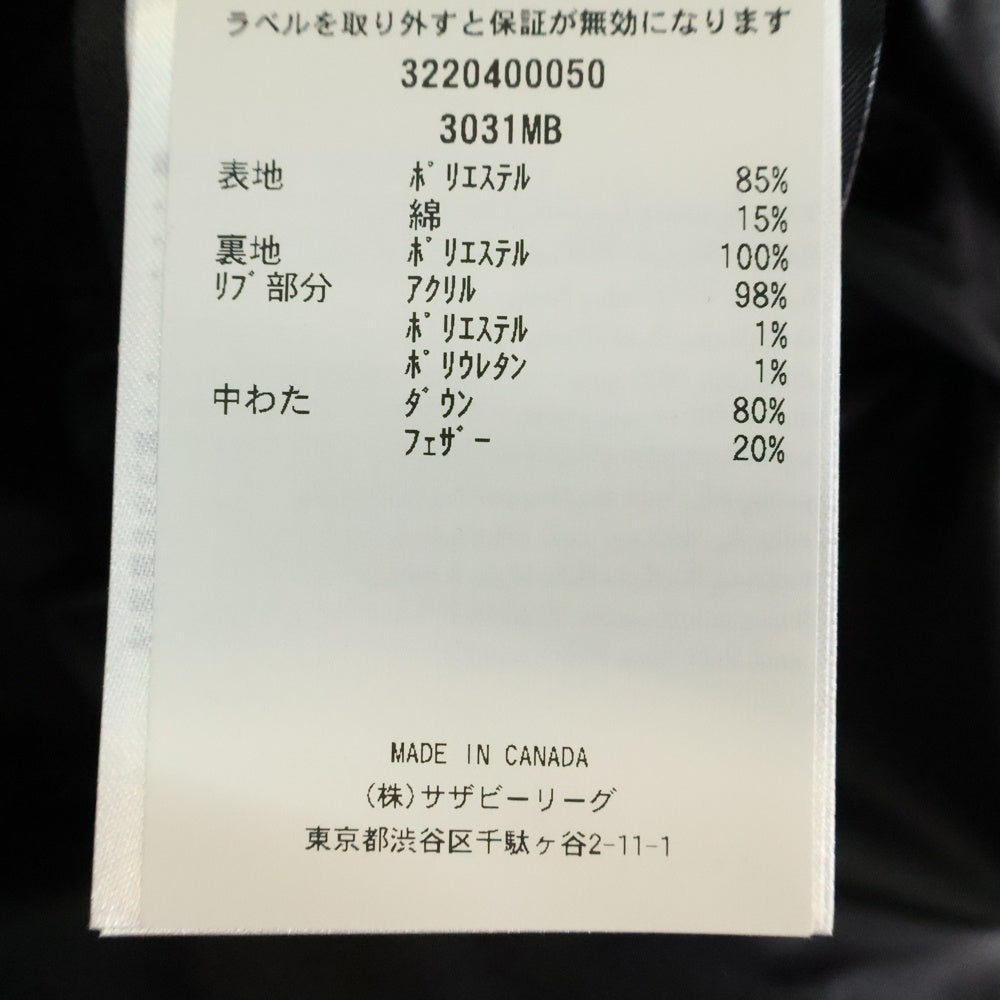 ラベルを取り外すと保証が無効になります
3220400050
3031MB
表地 ﾎﾟﾘｴｽﾃﾙ 85%
綿 15%
裏地 ﾎﾟﾘｴｽﾃﾙ 100%
ﾘﾌﾞ部分 ｱｸﾘﾙ 98%
ﾎﾟﾘｴｽﾃﾙ 1%
ﾎﾟﾘｳﾚﾀﾝ 1%
中わた ﾀﾞｳﾝ 80%
ﾌｪｻﾞｰ 20%
MADE IN CANADA
(株)サザビーリーグ
東京都渋谷区千駄ヶ谷2-11-1